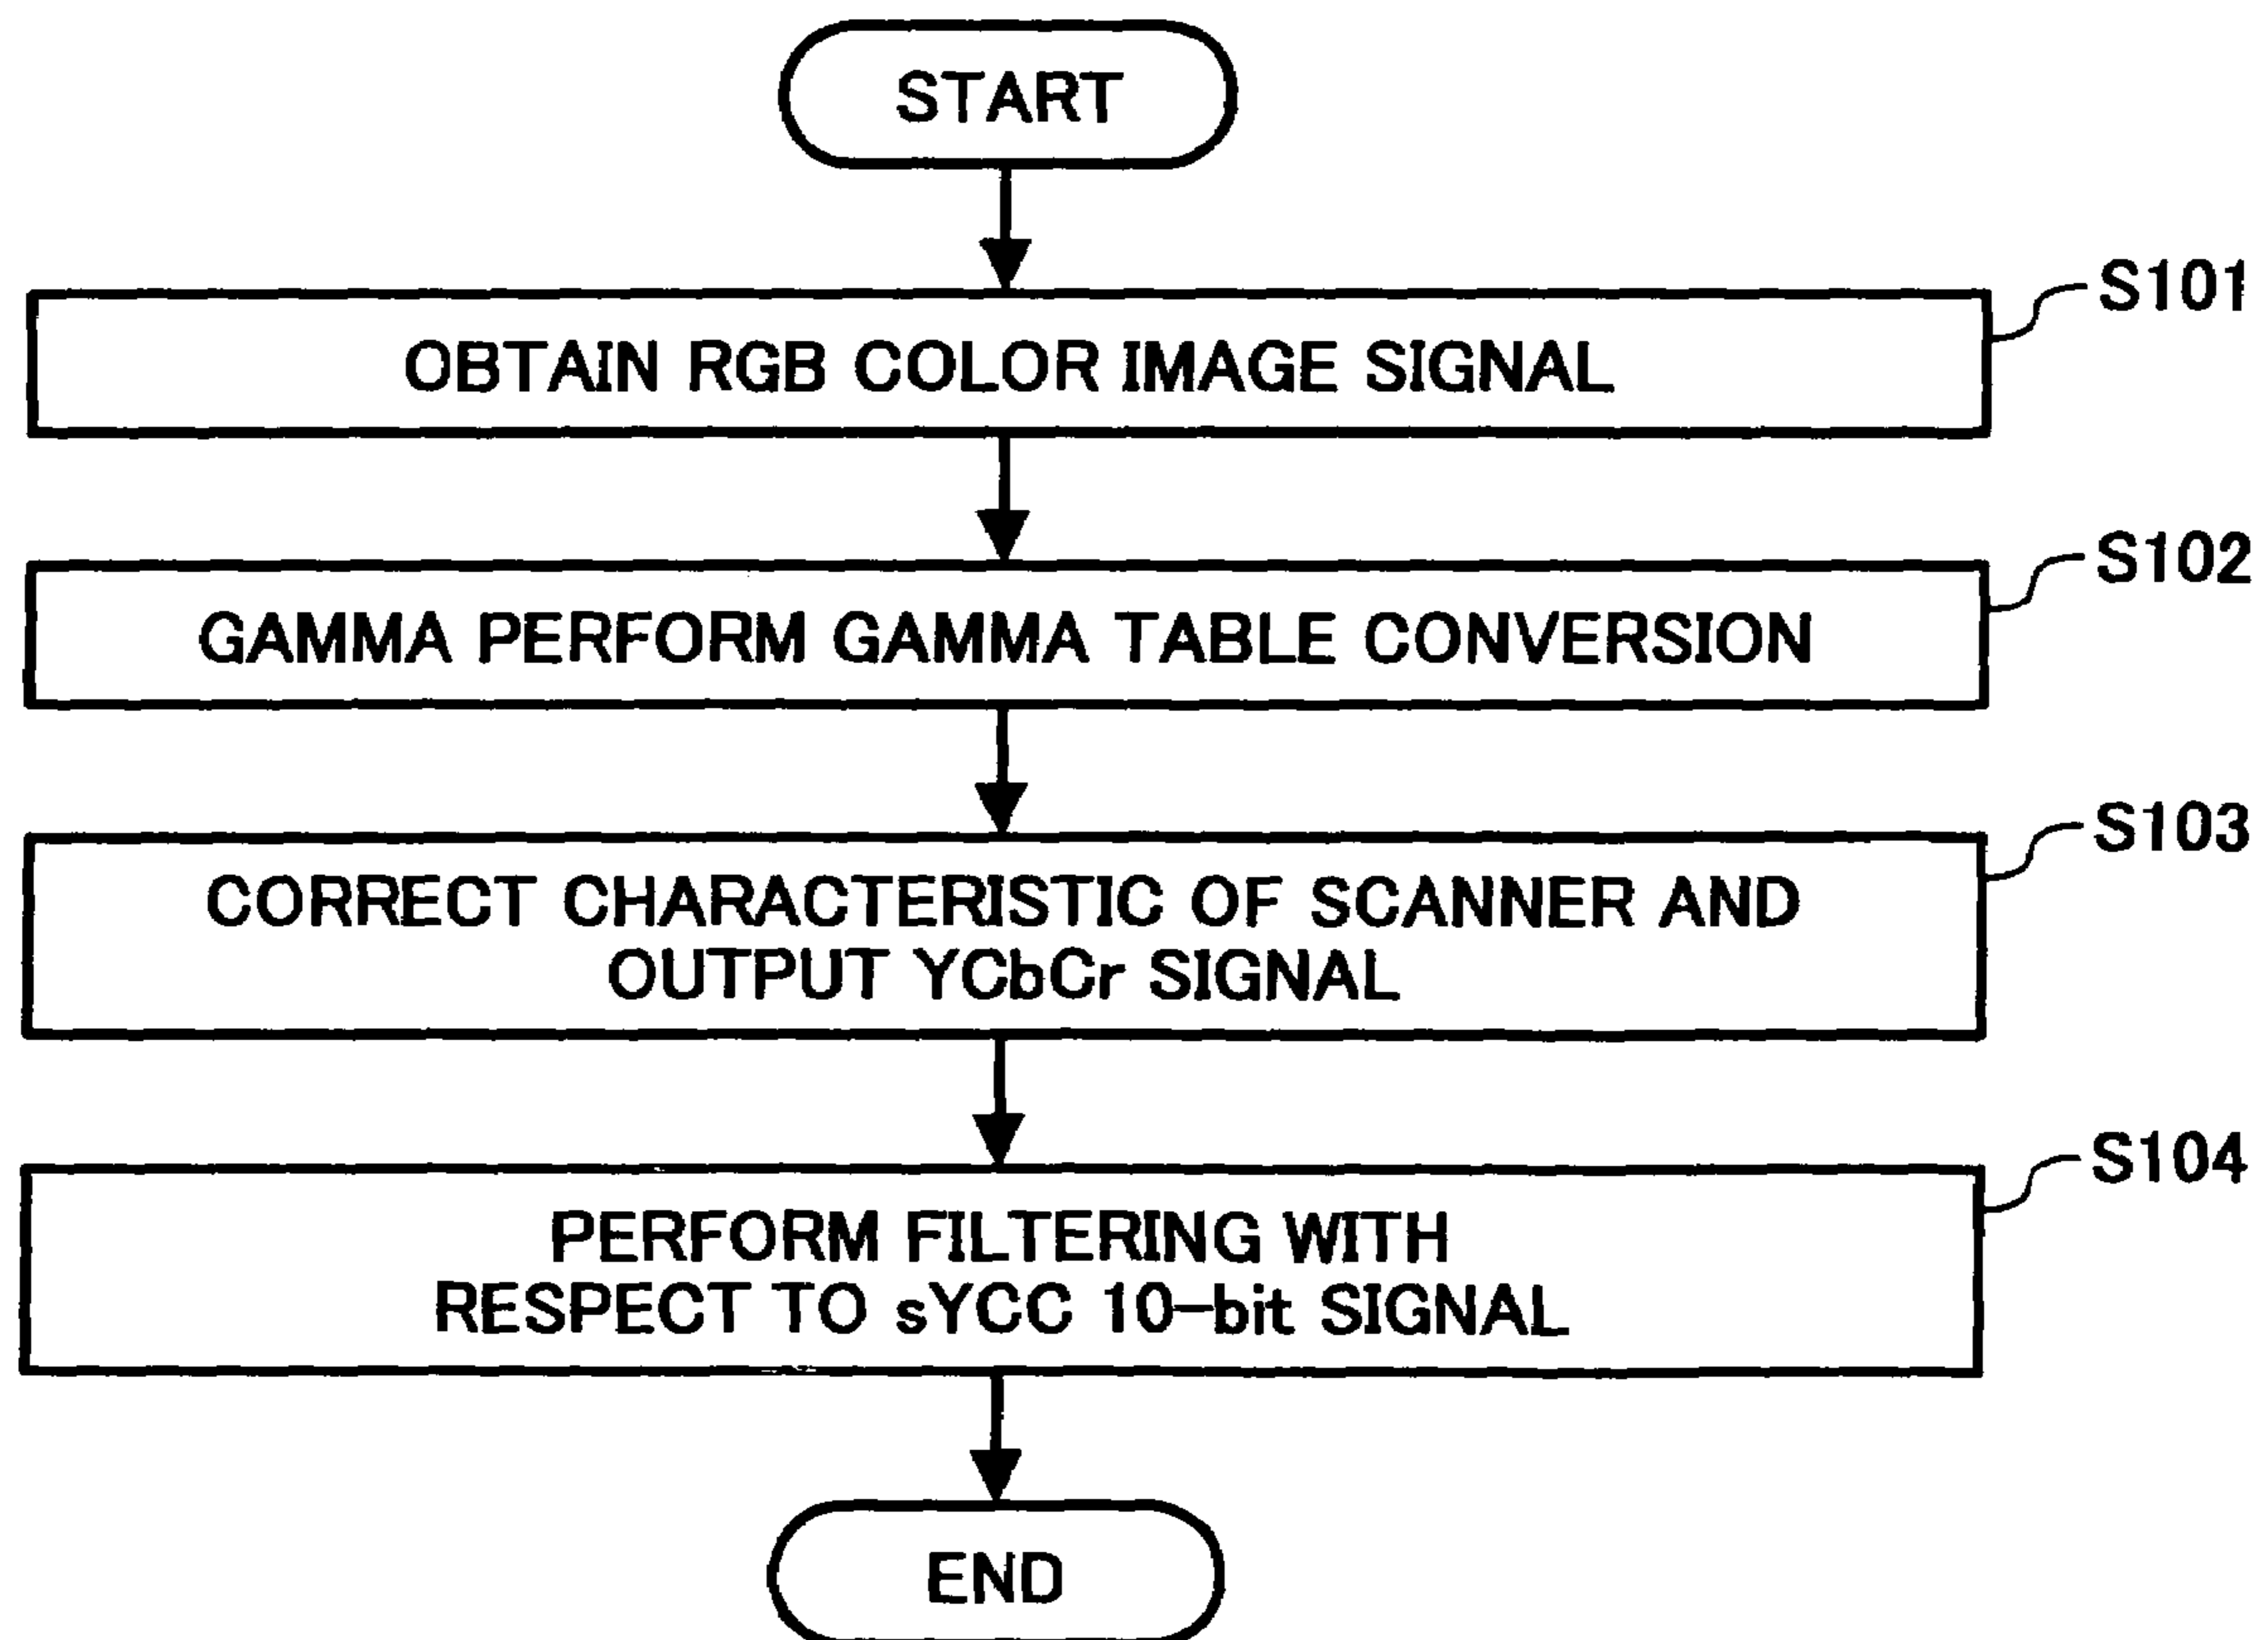 START
S101
OBTAIN RGB COLOR IMAGE SIGNAL
S102
GAMMA PERFORM GAMMA TABLE CONVERSION
S103
CORRECT CHARACTERISTIC OF SCANNER AND
OUTPUT YCbCr SIGNAL
S104
PERFORM FILTERING WITH
RESPECT TO sYCC 10-bit SIGNAL
END